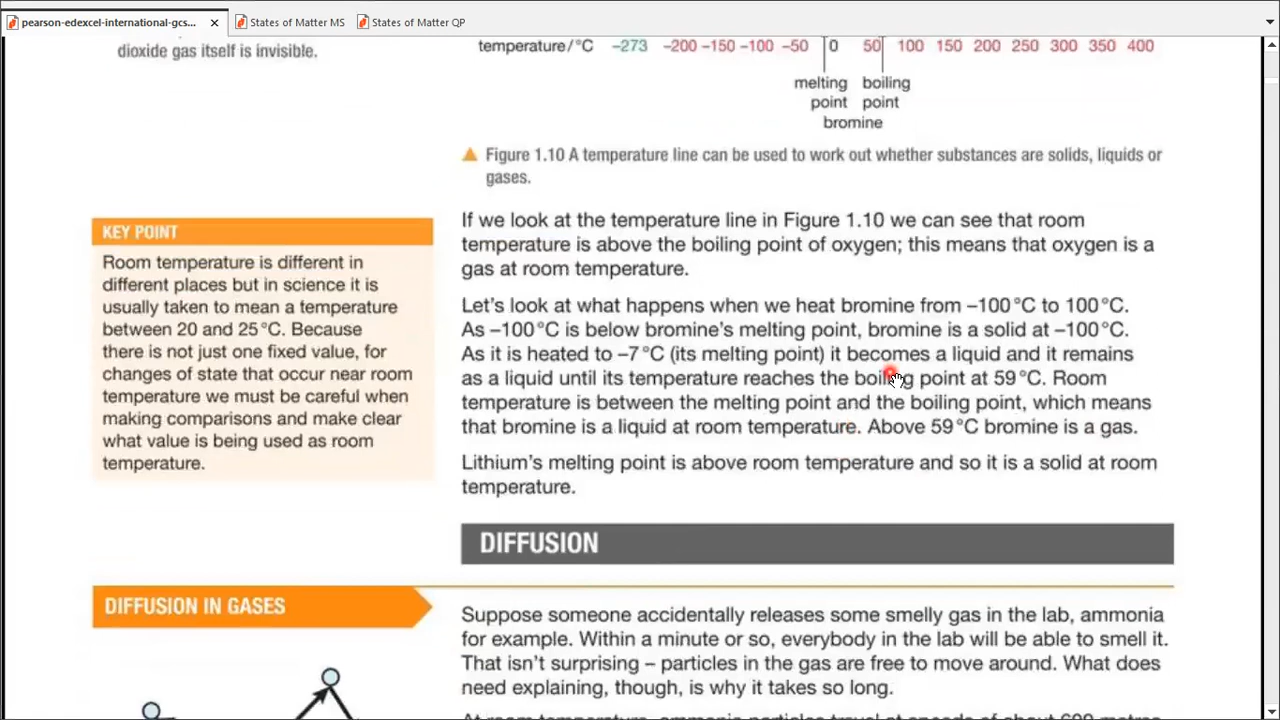 pearson-edexcel-international-gcs...
States of Matter MS
States of Matter QP
dioxide gas itself is invisible.
temperature/°C −273 −200 −150 −100 −50 0 50 100 150 200 250 300 350 400
melting boiling
point point
bromine
Figure 1.10 A temperature line can be used to work out whether substances are solids, liquids or
gases.
KEY POINT
Room temperature is different in
different places but in science it is
usually taken to mean a temperature
between 20 and 25 °C. Because
there is not just one fixed value, for
changes of state that occur near room
temperature we must be careful when
making comparisons and make clear
what value is being used as room
temperature.
If we look at the temperature line in Figure 1.10 we can see that room
temperature is above the boiling point of oxygen; this means that oxygen is a
gas at room temperature.
Let's look at what happens when we heat bromine from −100 °C to 100 °C.
As −100 °C is below bromine's melting point, bromine is a solid at −100 °C.
As it is heated to −7 °C (its melting point) it becomes a liquid and it remains
as a liquid until its temperature reaches the boiling point at 59 °C. Room
temperature is between the melting point and the boiling point, which means
that bromine is a liquid at room temperature. Above 59 °C bromine is a gas.
Lithium's melting point is above room temperature and so it is a solid at room
temperature.
DIFFUSION
DIFFUSION IN GASES
Suppose someone accidentally releases some smelly gas in the lab, ammonia
for example. Within a minute or so, everybody in the lab will be able to smell it.
That isn't surprising – particles in the gas are free to move around. What does
need explaining, though, is why it takes so long.
At room temperature, ammonia particles travel at speeds of about 600 metres